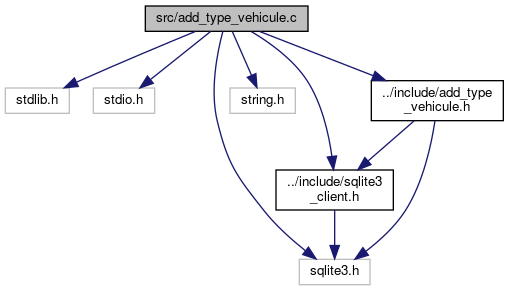 src/add_type_vehicule.c
stdlib.h
stdio.h
string.h
../include/add_type
_vehicule.h
../include/sqlite3
_client.h
sqlite3.h